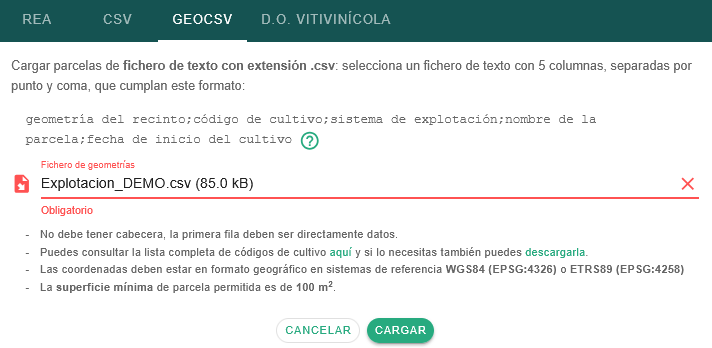 REA CSV GEOCSV D.O. VITIVINÍCOLA
Cargar parcelas de fichero de texto con extensión .csv: selecciona un fichero de texto con 5 columnas, separadas por
punto y coma, que cumplan este formato:
geometría del recinto;código de cultivo;sistema de explotación;nombre de la
parcela;fecha de inicio del cultivo ?
Fichero de geometrías
Explotacion_DEMO.csv (85.0 kB)
Obligatorio
- No debe tener cabecera, la primera fila deben ser directamente datos.
- Puedes consultar la lista completa de códigos de cultivo aquí y si lo necesitas también puedes descargarla.
- Las coordenadas deben estar en formato geográfico en sistemas de referencia WGS84 (EPSG:4326) o ETRS89 (EPSG:4258)
- La superficie mínima de parcela permitida es de 100 m².
CANCELAR CARGAR